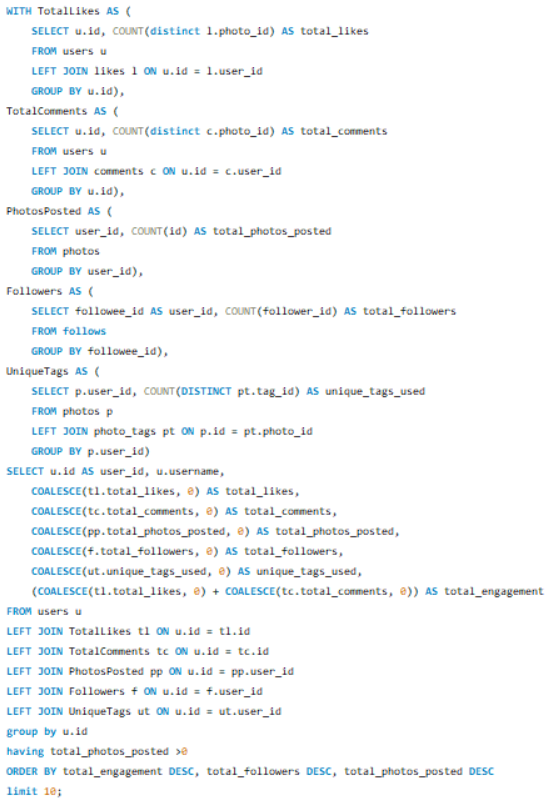 WITH TotalLikes AS (
SELECT u.id, COUNT(distinct l.photo_id) AS total_likes
FROM users u
LEFT JOIN likes l ON u.id = l.user_id
GROUP BY u.id),
TotalComments AS (
SELECT u.id, COUNT(distinct c.photo_id) AS total_comments
FROM users u
LEFT JOIN comments c ON u.id = c.user_id
GROUP BY u.id),
PhotosPosted AS (
SELECT user_id, COUNT(id) AS total_photos_posted
FROM photos
GROUP BY user_id),
Followers AS (
SELECT followee_id AS user_id, COUNT(follower_id) AS total_followers
FROM follows
GROUP BY followee_id),
UniqueTags AS (
SELECT p.user_id, COUNT(DISTINCT pt.tag_id) AS unique_tags_used
FROM photos p
LEFT JOIN photo_tags pt ON p.id = pt.photo_id
GROUP BY p.user_id)
SELECT u.id AS user_id, u.username,
COALESCE(tl.total_likes, 0) AS total_likes,
COALESCE(tc.total_comments, 0) AS total_comments,
COALESCE(pp.total_photos_posted, 0) AS total_photos_posted,
COALESCE(f.total_followers, 0) AS total_followers,
COALESCE(ut.unique_tags_used, 0) AS unique_tags_used,
(COALESCE(tl.total_likes, 0) + COALESCE(tc.total_comments, 0)) AS total_engagement
FROM users u
LEFT JOIN TotalLikes tl ON u.id = tl.id
LEFT JOIN TotalComments tc ON u.id = tc.id
LEFT JOIN PhotosPosted pp ON u.id = pp.user_id
LEFT JOIN Followers f ON u.id = f.user_id
LEFT JOIN UniqueTags ut ON u.id = ut.user_id
group by u.id
having total_photos_posted >0
ORDER BY total_engagement DESC, total_followers DESC, total_photos_posted DESC
limit 10;